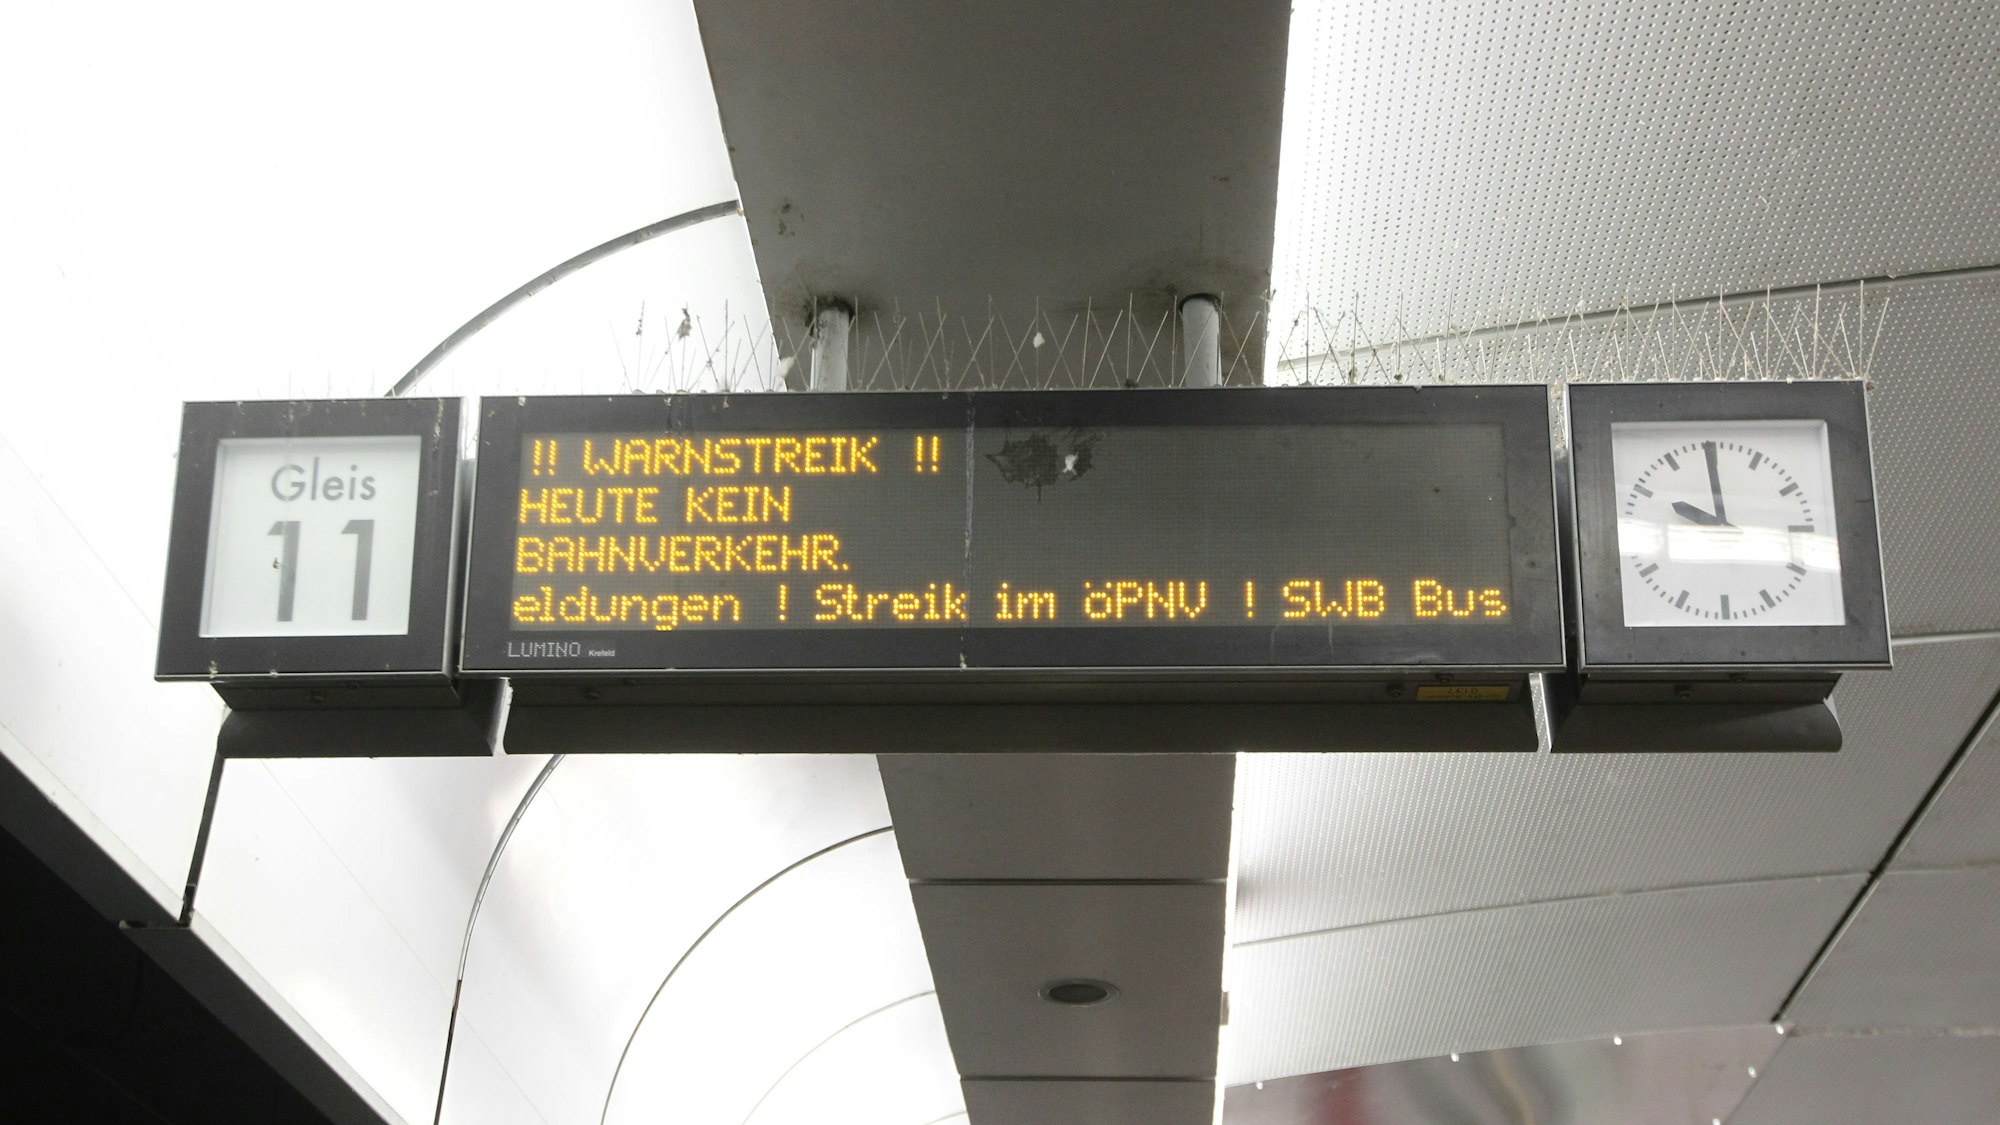 Gleis
11
!! WARNSTREIK !!
HEUTE KEIN
BAHNVERKEHR.
eldungen ! Streik im öPNV ! SWB Bus
LUMINO Krefeld